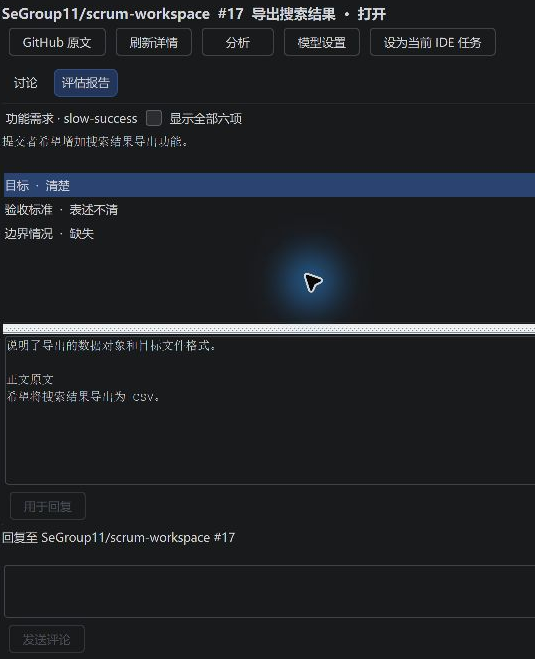 SeGroup11/scrum-workspace #17 导出搜索结果 • 打开
GitHub 原文 刷新详情 分析 模型设置 设为当前 IDE 任务
讨论 评估报告
功能需求 · slow-success 显示全部六项
提交者希望增加搜索结果导出功能。
目标 · 清楚
验收标准 · 表述不清
边界情况 · 缺失
说明了导出的数据对象和目标文件格式。
正文原文
希望将搜索结果导出为 CSV。
用于回复
回复至 SeGroup11/scrum-workspace #17
发送评论